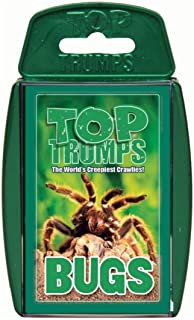 TOP
TRUMPS
TOP
TRUMPS
The World's Creepiest Crawlies!
BUGS